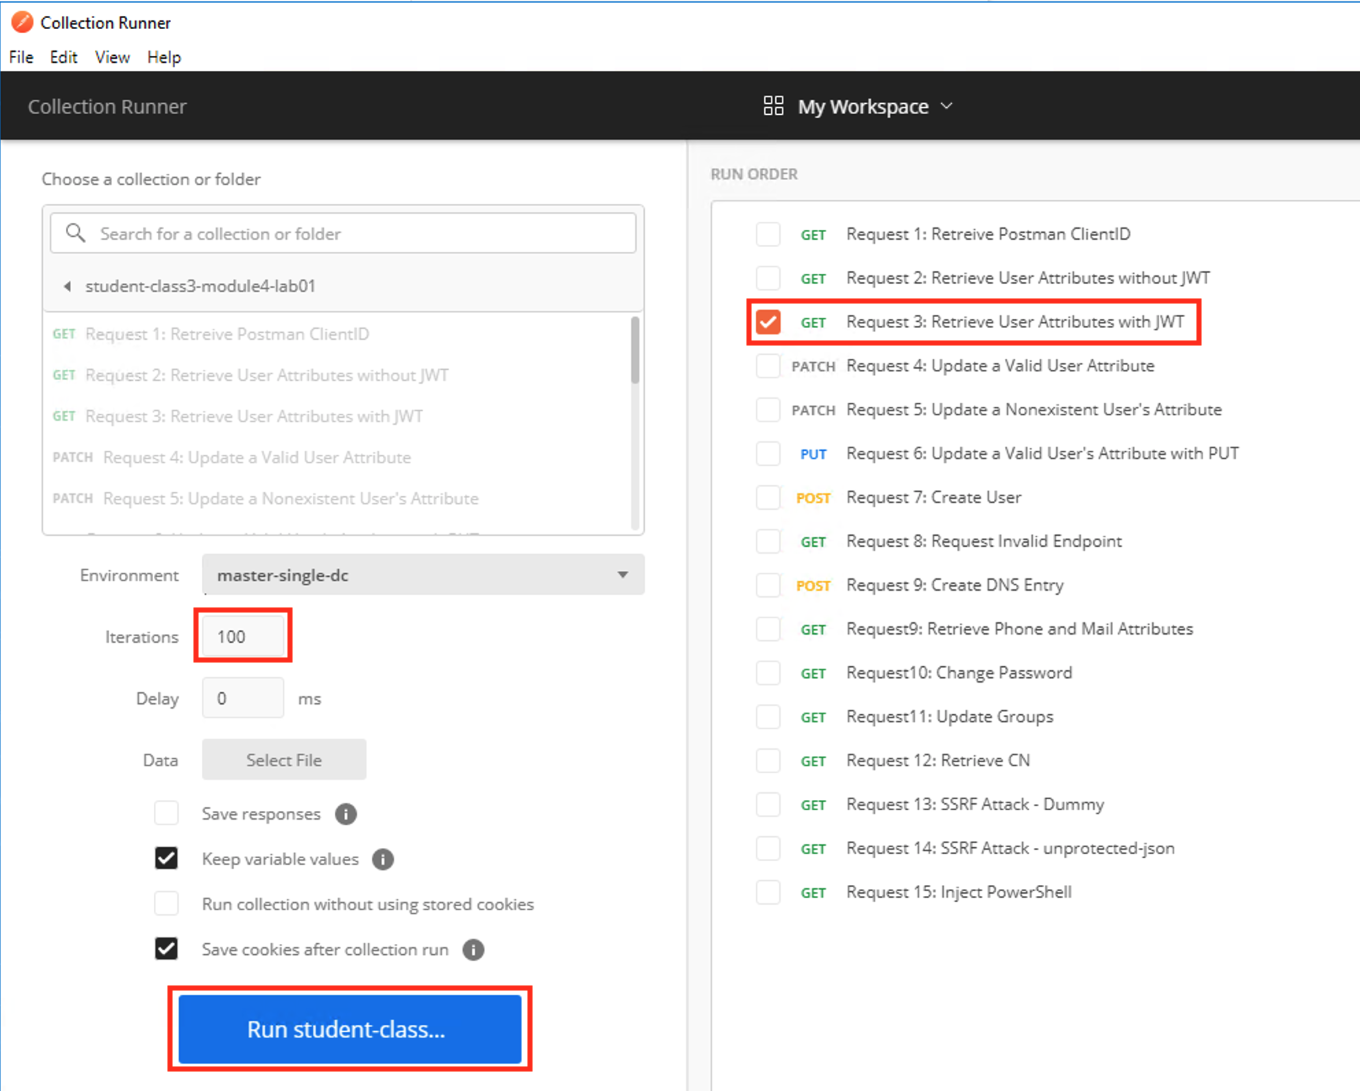 Collection Runner
File Edit View Help
Collection Runner
My Workspace
Choose a collection or folder
Search for a collection or folder
student-class3-module4-lab01
GET Request 1: Retreive Postman ClientID
GET Request 2: Retrieve User Attributes without JWT
GET Request 3: Retrieve User Attributes with JWT
PATCH Request 4: Update a Valid User Attribute
PATCH Request 5: Update a Nonexistent User's Attribute
Environment master-single-dc
Iterations 100
Delay 0 ms
Data Select File
Save responses
Keep variable values
Run collection without using stored cookies
Save cookies after collection run
Run student-class...
RUN ORDER
GET Request 1: Retreive Postman ClientID
GET Request 2: Retrieve User Attributes without JWT
GET Request 3: Retrieve User Attributes with JWT
PATCH Request 4: Update a Valid User Attribute
PATCH Request 5: Update a Nonexistent User's Attribute
PUT Request 6: Update a Valid User's Attribute with PUT
POST Request 7: Create User
GET Request 8: Request Invalid Endpoint
POST Request 9: Create DNS Entry
GET Request9: Retrieve Phone and Mail Attributes
GET Request10: Change Password
GET Request11: Update Groups
GET Request 12: Retrieve CN
GET Request 13: SSRF Attack - Dummy
GET Request 14: SSRF Attack - unprotected-json
GET Request 15: Inject PowerShell